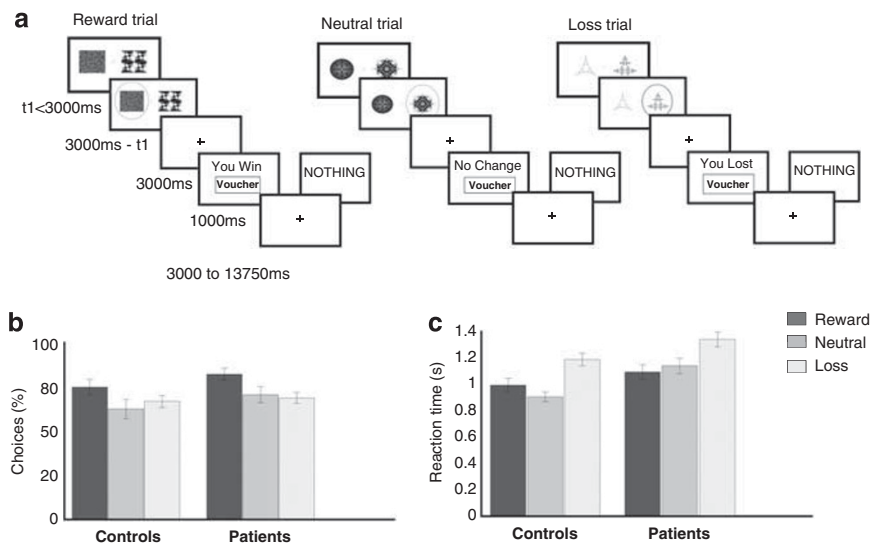 a
Reward trial
Neutral trial
Loss trial
t1<3000ms
3000ms - t1
3000ms
You Win
Voucher
NOTHING
No Change
Voucher
NOTHING
You Lost
Voucher
NOTHING
1000ms
3000 to 13750ms
b
100
80
50
20
0
Choices (%)
Controls
Patients
c
1.4
1.2
1
0.8
0.6
0.4
0.2
0
Reaction time (s)
Controls
Patients
Reward
Neutral
Loss